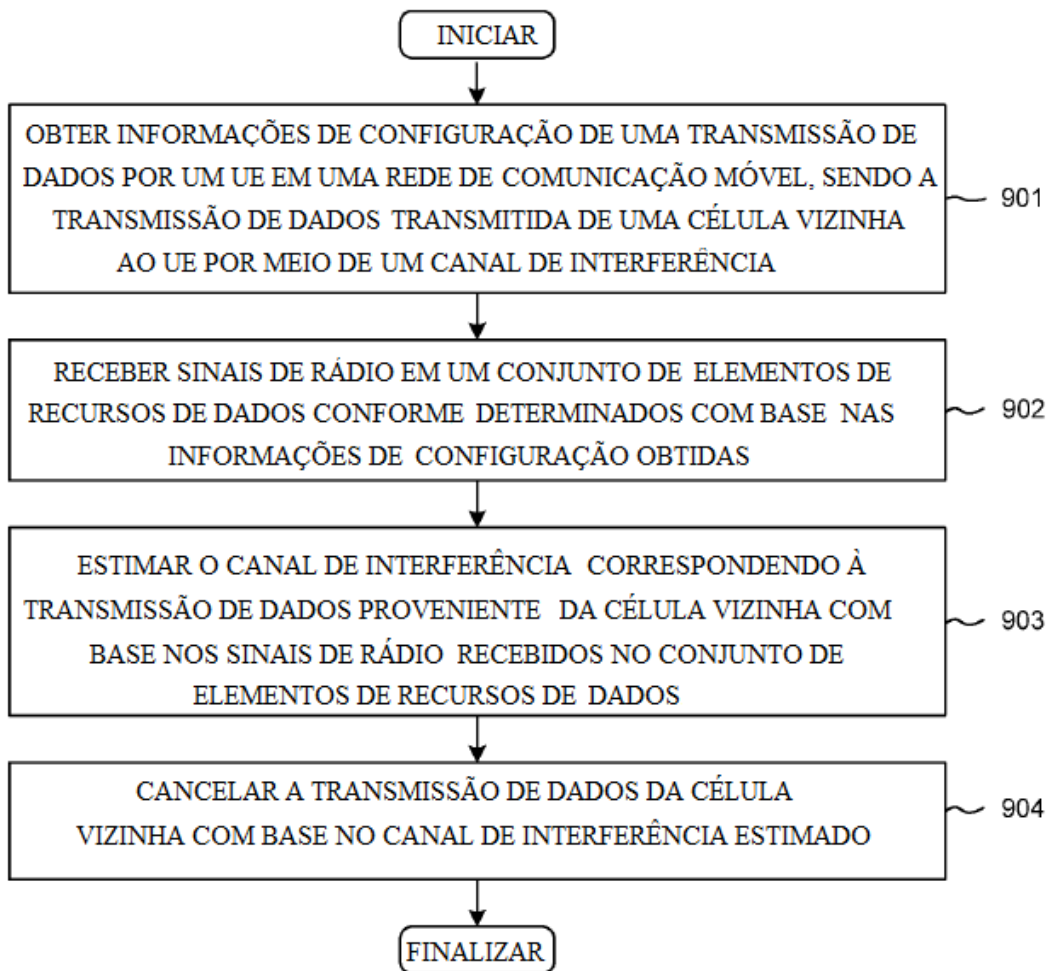 INICIAR
OBTER INFORMAÇÕES DE CONFIGURAÇÃO DE UMA TRANSMISSÃO DE
DADOS POR UM UE EM UMA REDE DE COMUNICAÇÃO MÓVEL, SENDO A
TRANSMISSÃO DE DADOS TRANSMITIDA DE UMA CÉLULA VIZINHA
AO UE POR MEIO DE UM CANAL DE INTERFERÊNCIA
901
RECEBER SINAIS DE RÁDIO EM UM CONJUNTO DE ELEMENTOS DE
RECURSOS DE DADOS CONFORME DETERMINADOS COM BASE NAS
INFORMAÇÕES DE CONFIGURAÇÃO OBTIDAS
902
ESTIMAR O CANAL DE INTERFERÊNCIA CORRESPONDENDO À
TRANSMISSÃO DE DADOS PROVENIENTE DA CÉLULA VIZINHA COM
BASE NOS SINAIS DE RÁDIO RECEBIDOS NO CONJUNTO DE
ELEMENTOS DE RECURSOS DE DADOS
903
CANCELAR A TRANSMISSÃO DE DADOS DA CÉLULA
VIZINHA COM BASE NO CANAL DE INTERFERÊNCIA ESTIMADO
904
FINALIZAR